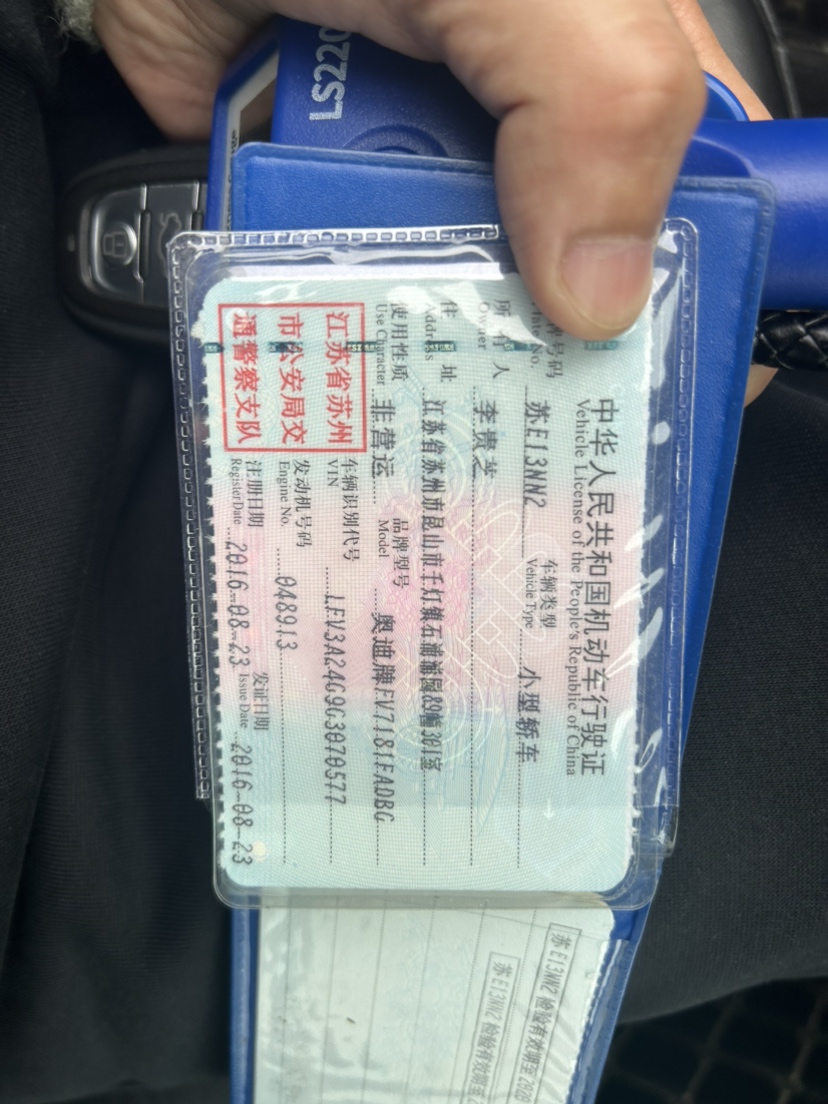 LS220
中华人民共和国机动车行驶证
Vehicle License of the People's Republic of China
号码 苏E13NN2 车辆类型 小型轿车
No. Vehicle Type
所有人 李贵
Owner
住址 江苏省苏州市昆山市千灯镇石浦浦园89幢301室
Address
使用性质 非营运 品牌型号 奥迪牌FV7181FADBG
Use Character Model
江苏省苏州
市公安局交
通警察支队
车辆识别代号 LFV3A24G9G3070577
VIN
发动机号码 048913
Engine No.
注册日期 2016-08-23 发证日期 2016-08-23
Register Date Issue Date
苏E13NN2 检验有效期至
苏E13NN2 检验有效期至